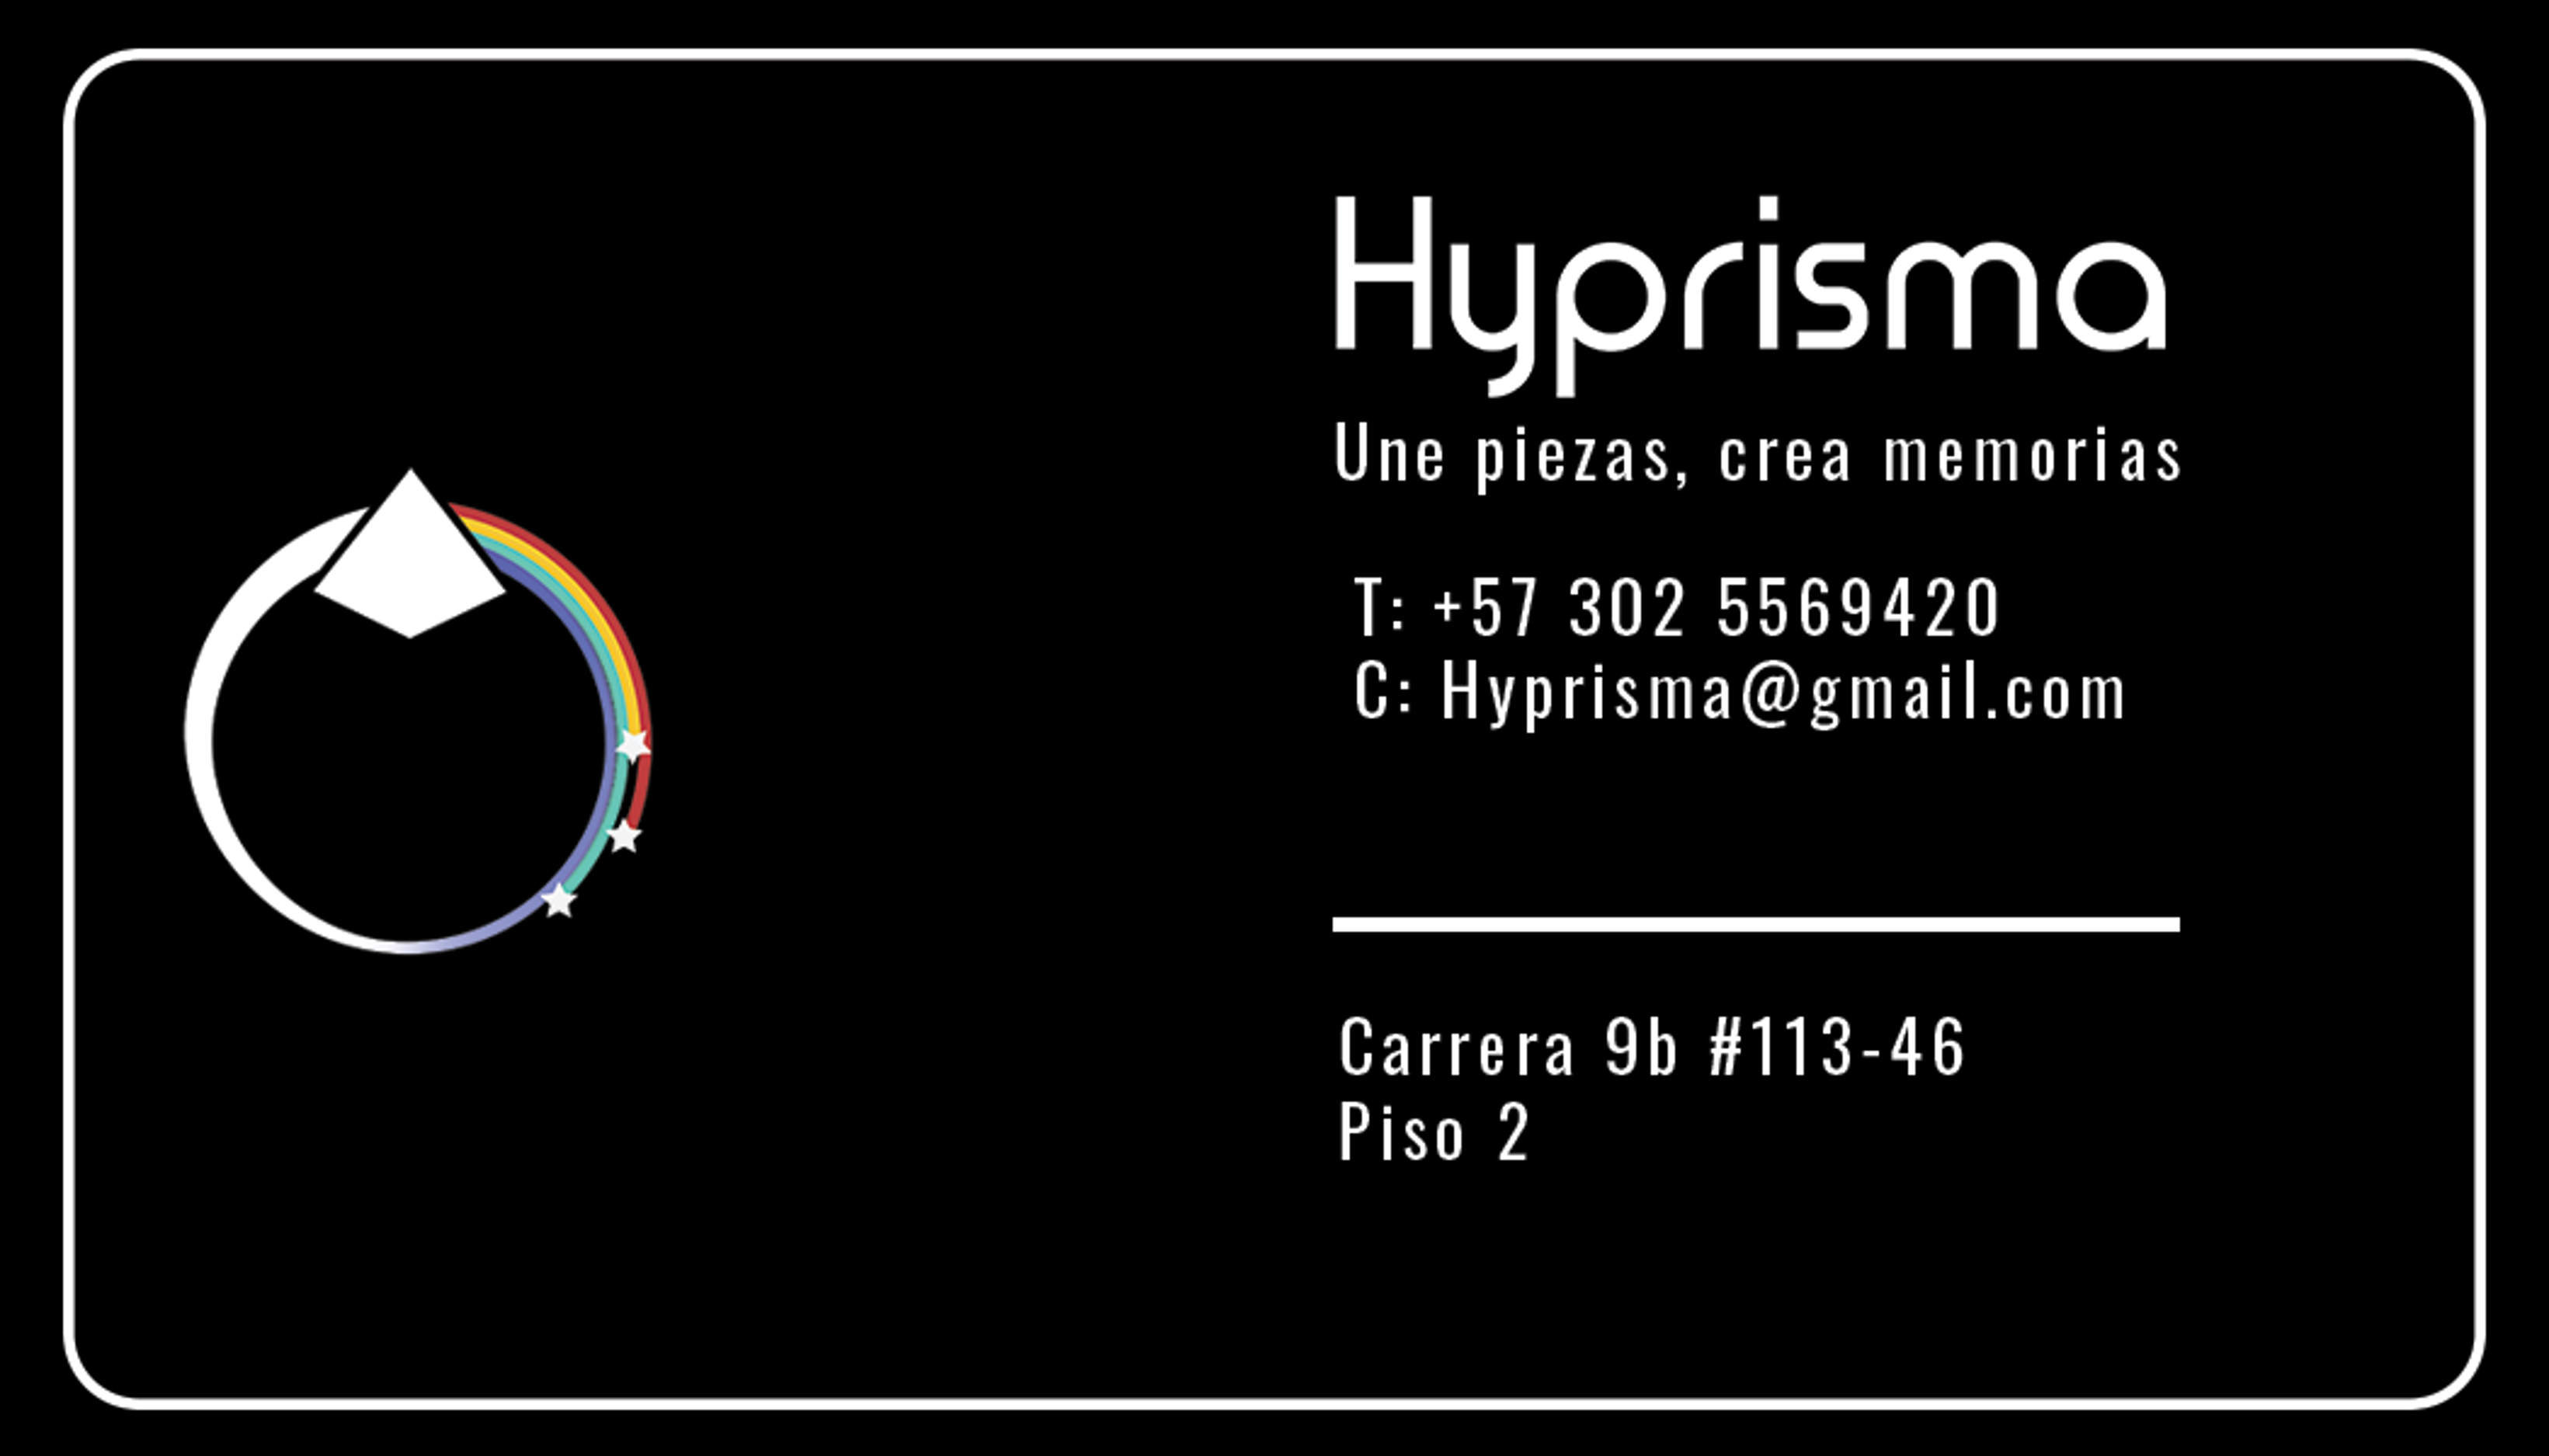 Hyprisma
Une piezas, crea memorias
T: +57 302 5569420
C: Hyprisma@gmail.com
Carrera 9b #113-46
Piso 2